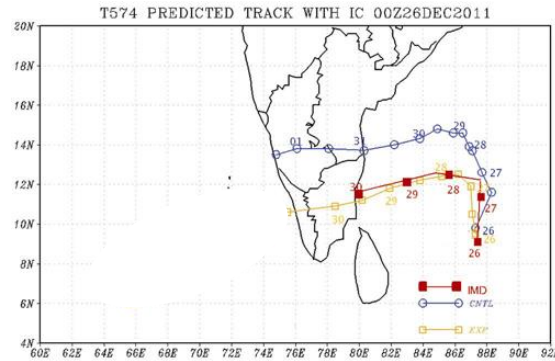 T574 PREDICTED TRACK WITH IC 00Z26DEC2011
20N
18N
16N
14N
12N
10N
8N
6N
4N
01
31
30
29
28
27
26
30
29
28
27
26
30
29
28
26
IMD
CNTL
EXP
60E 62E 64E 66E 68E 70E 72E 74E 76E 78E 80E 82E 84E 86E 88E 90E 92E